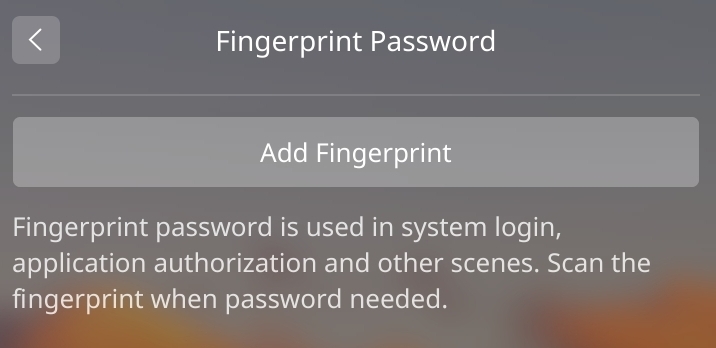 Fingerprint Password
Add Fingerprint
Fingerprint password is used in system login,
application authorization and other scenes. Scan the
fingerprint when password needed.